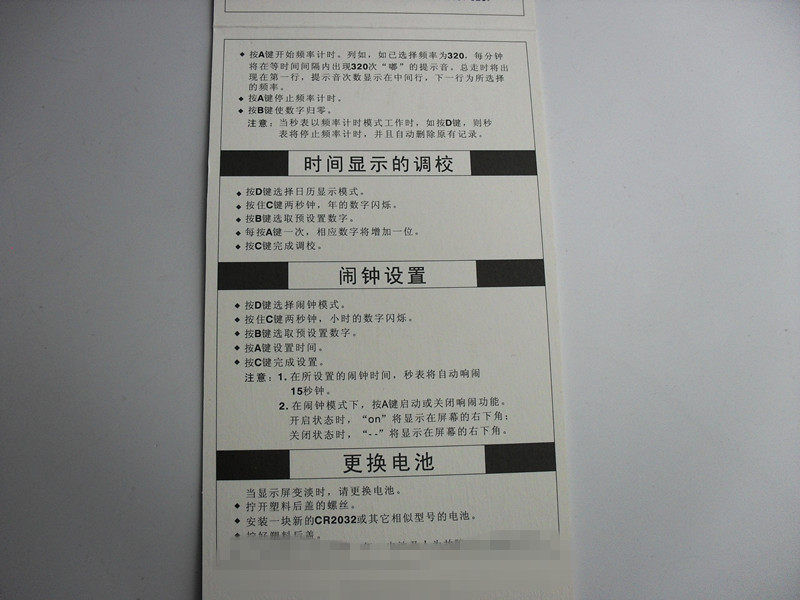 ◆ 按A键开始频率计时。列如，如已选择频率为320，每分钟
将在等时间间隔内出现320次“嘟”的提示音。总走时将出
现在第一行，提示音次数显示在中间行，下一行为所选择
的频率。
◆ 按A键停止频率计时。
◆ 按B键使数字归零。
注意：当秒表以频率计时模式工作时，如按D键，则秒
表将停止频率计时，并且自动删除原有记录。
时间显示的调校
◆ 按D键选择日历显示模式。
◆ 按住C键两秒钟，年的数字闪烁。
◆ 按B键选取预设置数字。
◆ 每按A键一次，相应数字将增加一位。
◆ 按C键完成调校。
闹钟设置
◆ 按D键选择闹钟模式。
◆ 按住C键两秒钟，小时的数字闪烁。
◆ 按B键选取预设置数字。
◆ 按A键设置时间。
◆ 按C键完成设置。
注意：1. 在所设置的闹钟时间，秒表将自动响闹
15秒钟。
2. 在闹钟模式下，按A键启动或关闭响闹功能。
开启状态时，“on”将显示在屏幕的右下角；
关闭状态时，“--”将显示在屏幕的右下角。
更换电池
当显示屏变淡时，请更换电池。
◆ 拧开塑料后盖的螺丝。
◆ 安装一块新的CR2032或其它相似型号的电池。
◆ 拧好塑料后盖。